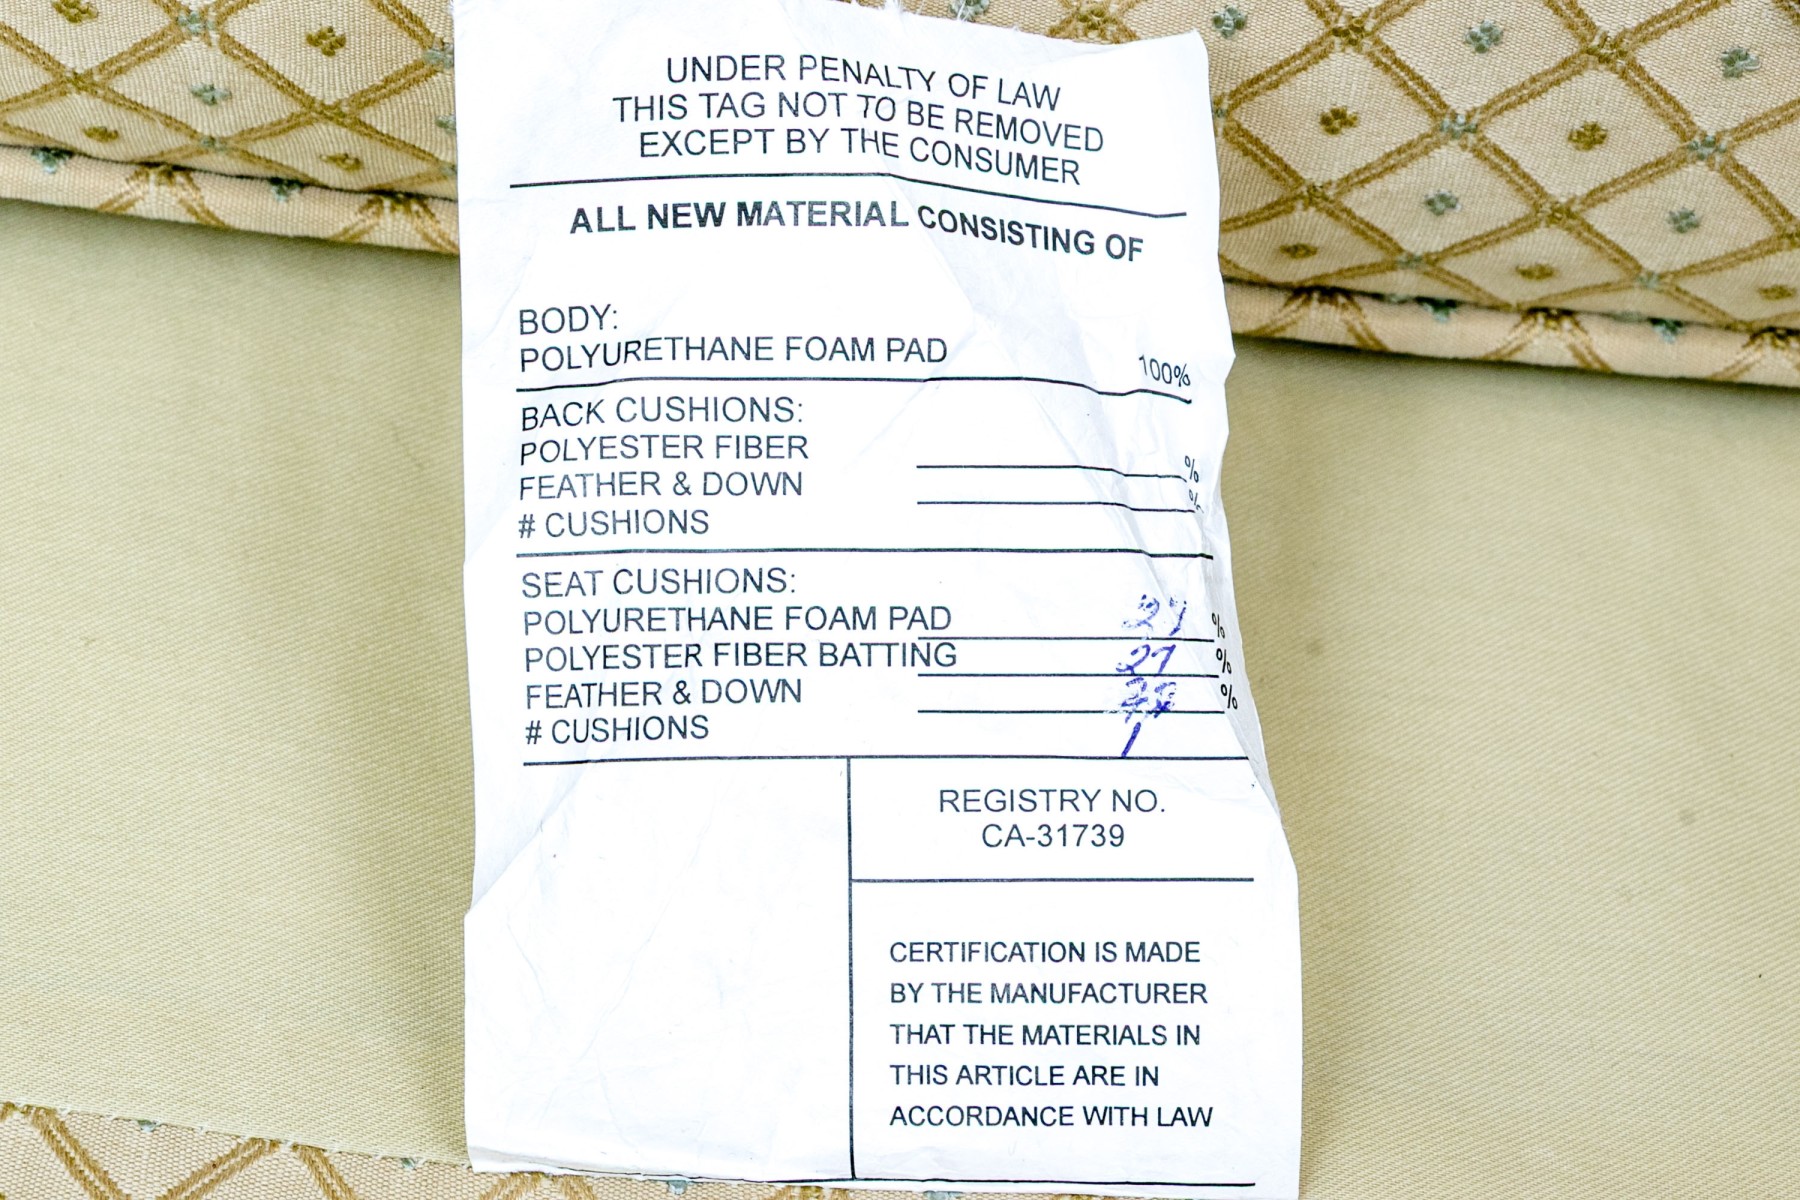 UNDER PENALTY OF LAW
THIS TAG NOT TO BE REMOVED
EXCEPT BY THE CONSUMER
ALL NEW MATERIAL CONSISTING OF
BODY:
POLYURETHANE FOAM PAD 100%
BACK CUSHIONS:
POLYESTER FIBER %
FEATHER & DOWN %
# CUSHIONS
SEAT CUSHIONS:
POLYURETHANE FOAM PAD %
POLYESTER FIBER BATTING 27 %
FEATHER & DOWN %
# CUSHIONS 1
REGISTRY NO.
CA-31739
CERTIFICATION IS MADE
BY THE MANUFACTURER
THAT THE MATERIALS IN
THIS ARTICLE ARE IN
ACCORDANCE WITH LAW